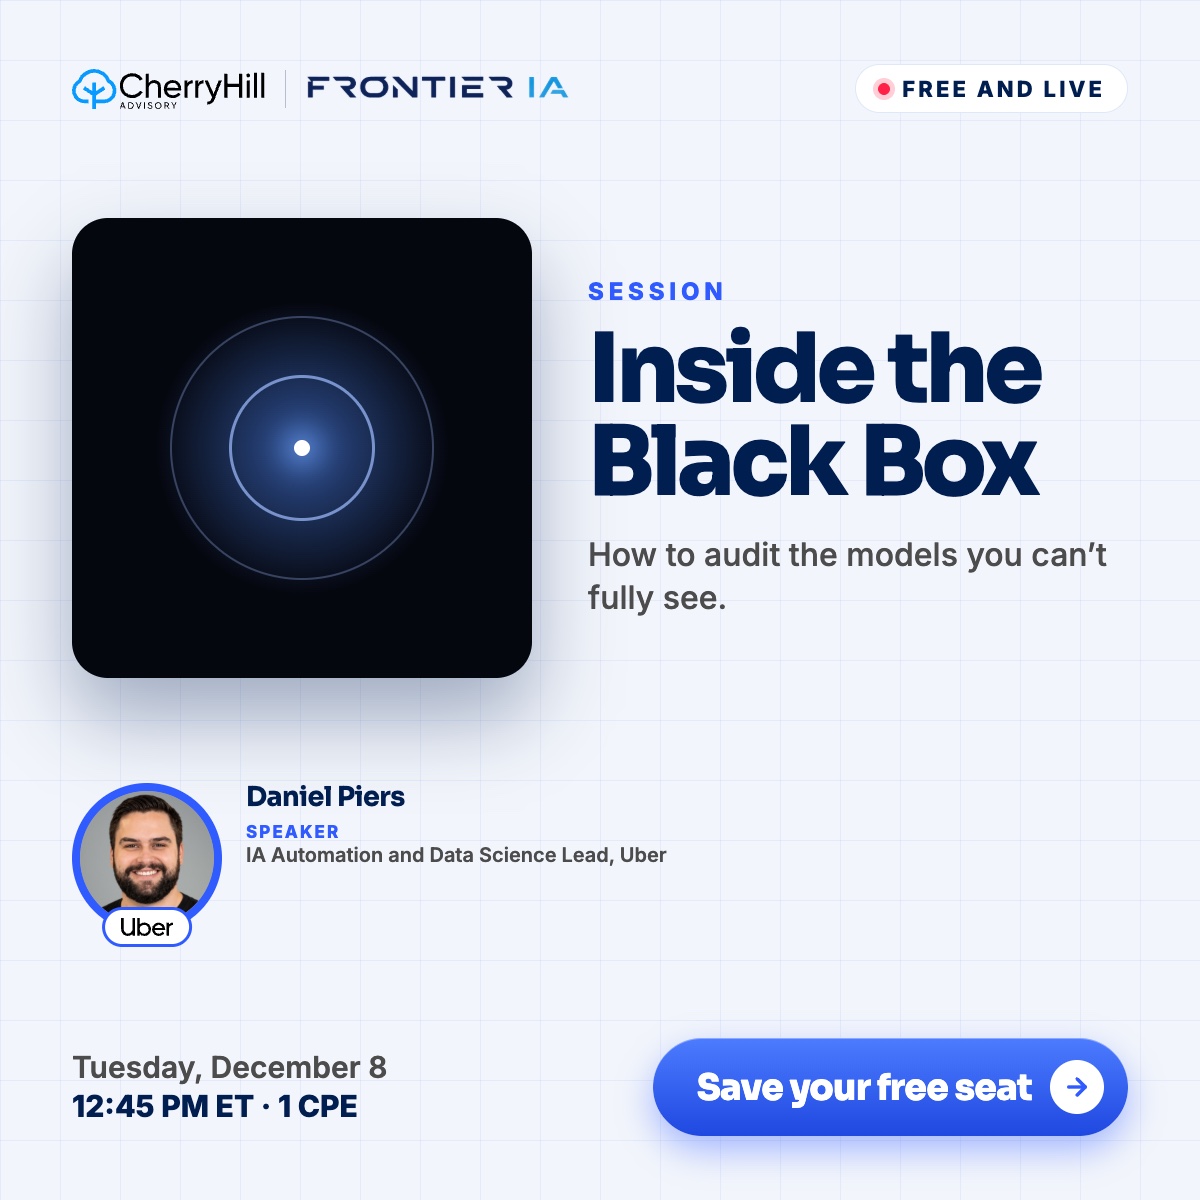 CherryHill
ADVISORY
FRONTIER IA
FREE AND LIVE
SESSION
Inside the
Black Box
How to audit the models you can’t
fully see.
Daniel Piers
SPEAKER
IA Automation and Data Science Lead, Uber
Uber
Tuesday, December 8
12:45 PM ET · 1 CPE
Save your free seat